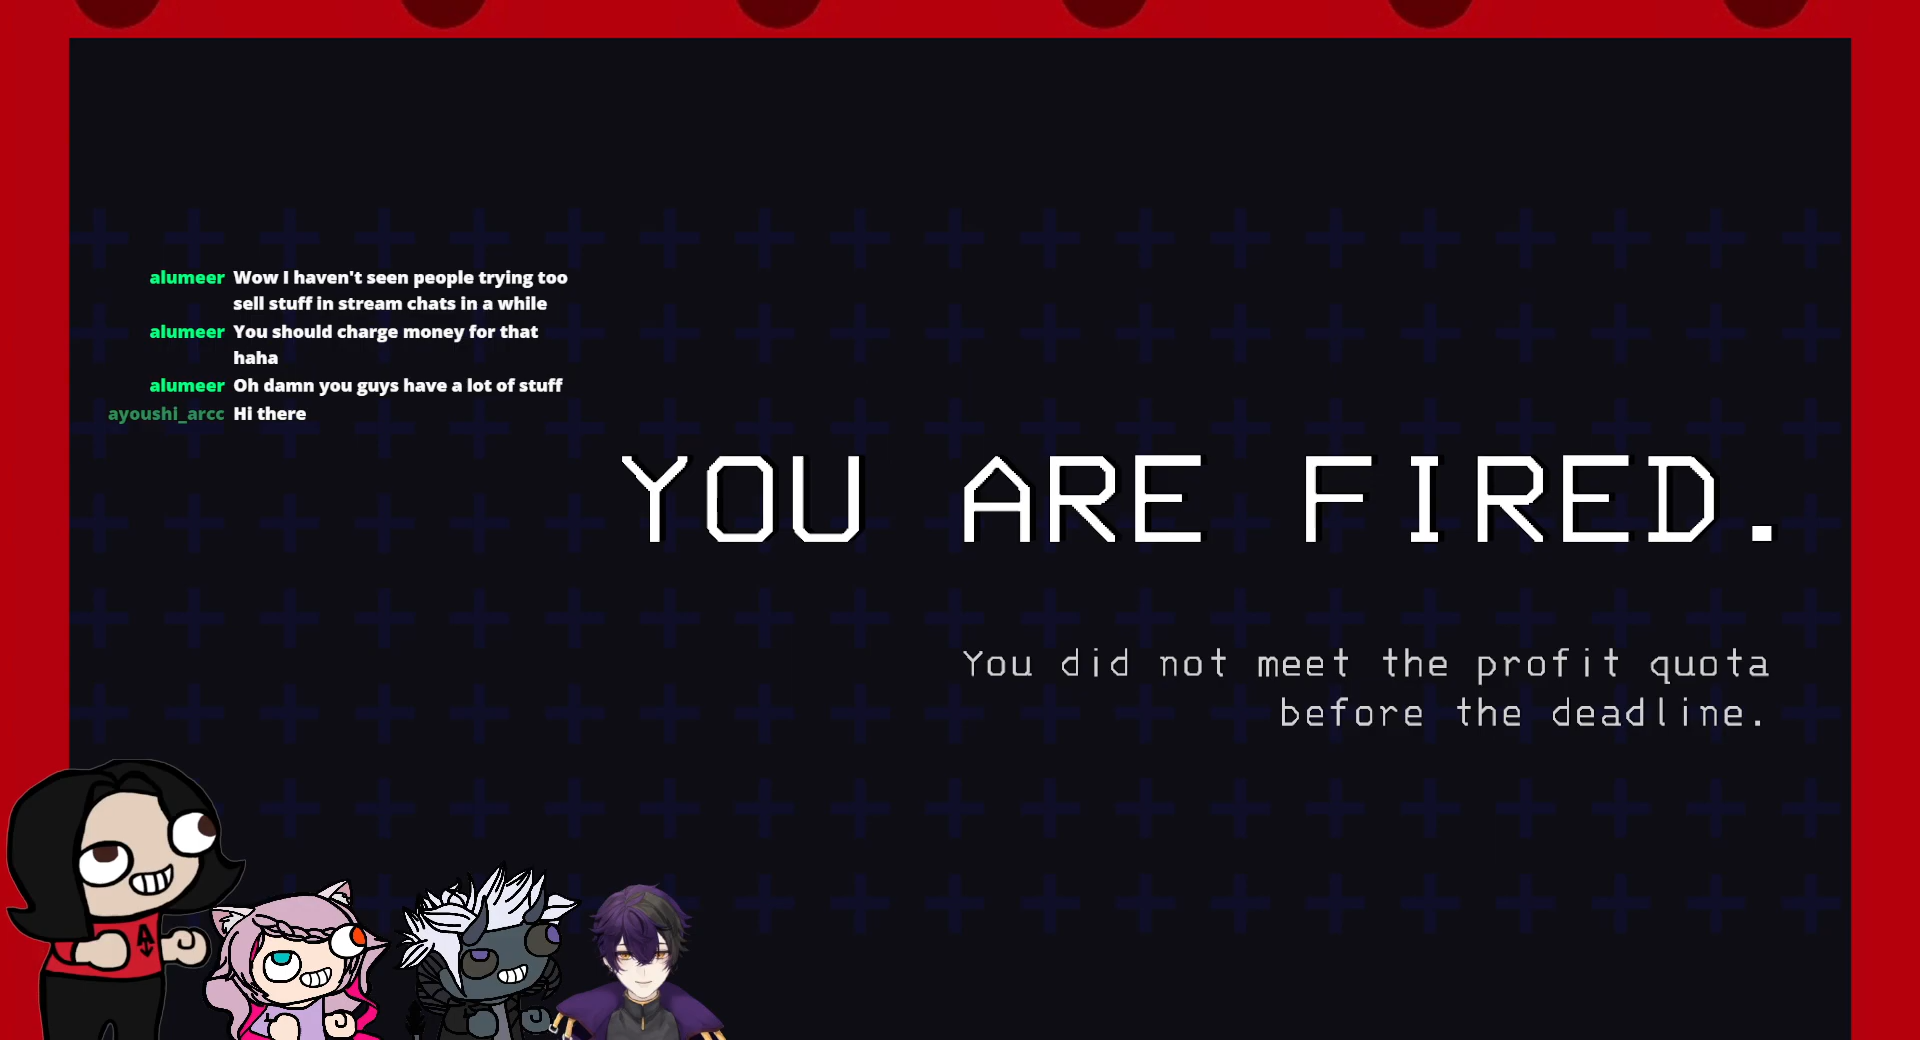 alumeer Wow I haven't seen people trying too
sell stuff in stream chats in a while
alumeer You should charge money for that
haha
alumeer Oh damn you guys have a lot of stuff
ayoushi_arcc Hi there
YOU ARE FIRED.
You did not meet the profit quota
before the deadline.